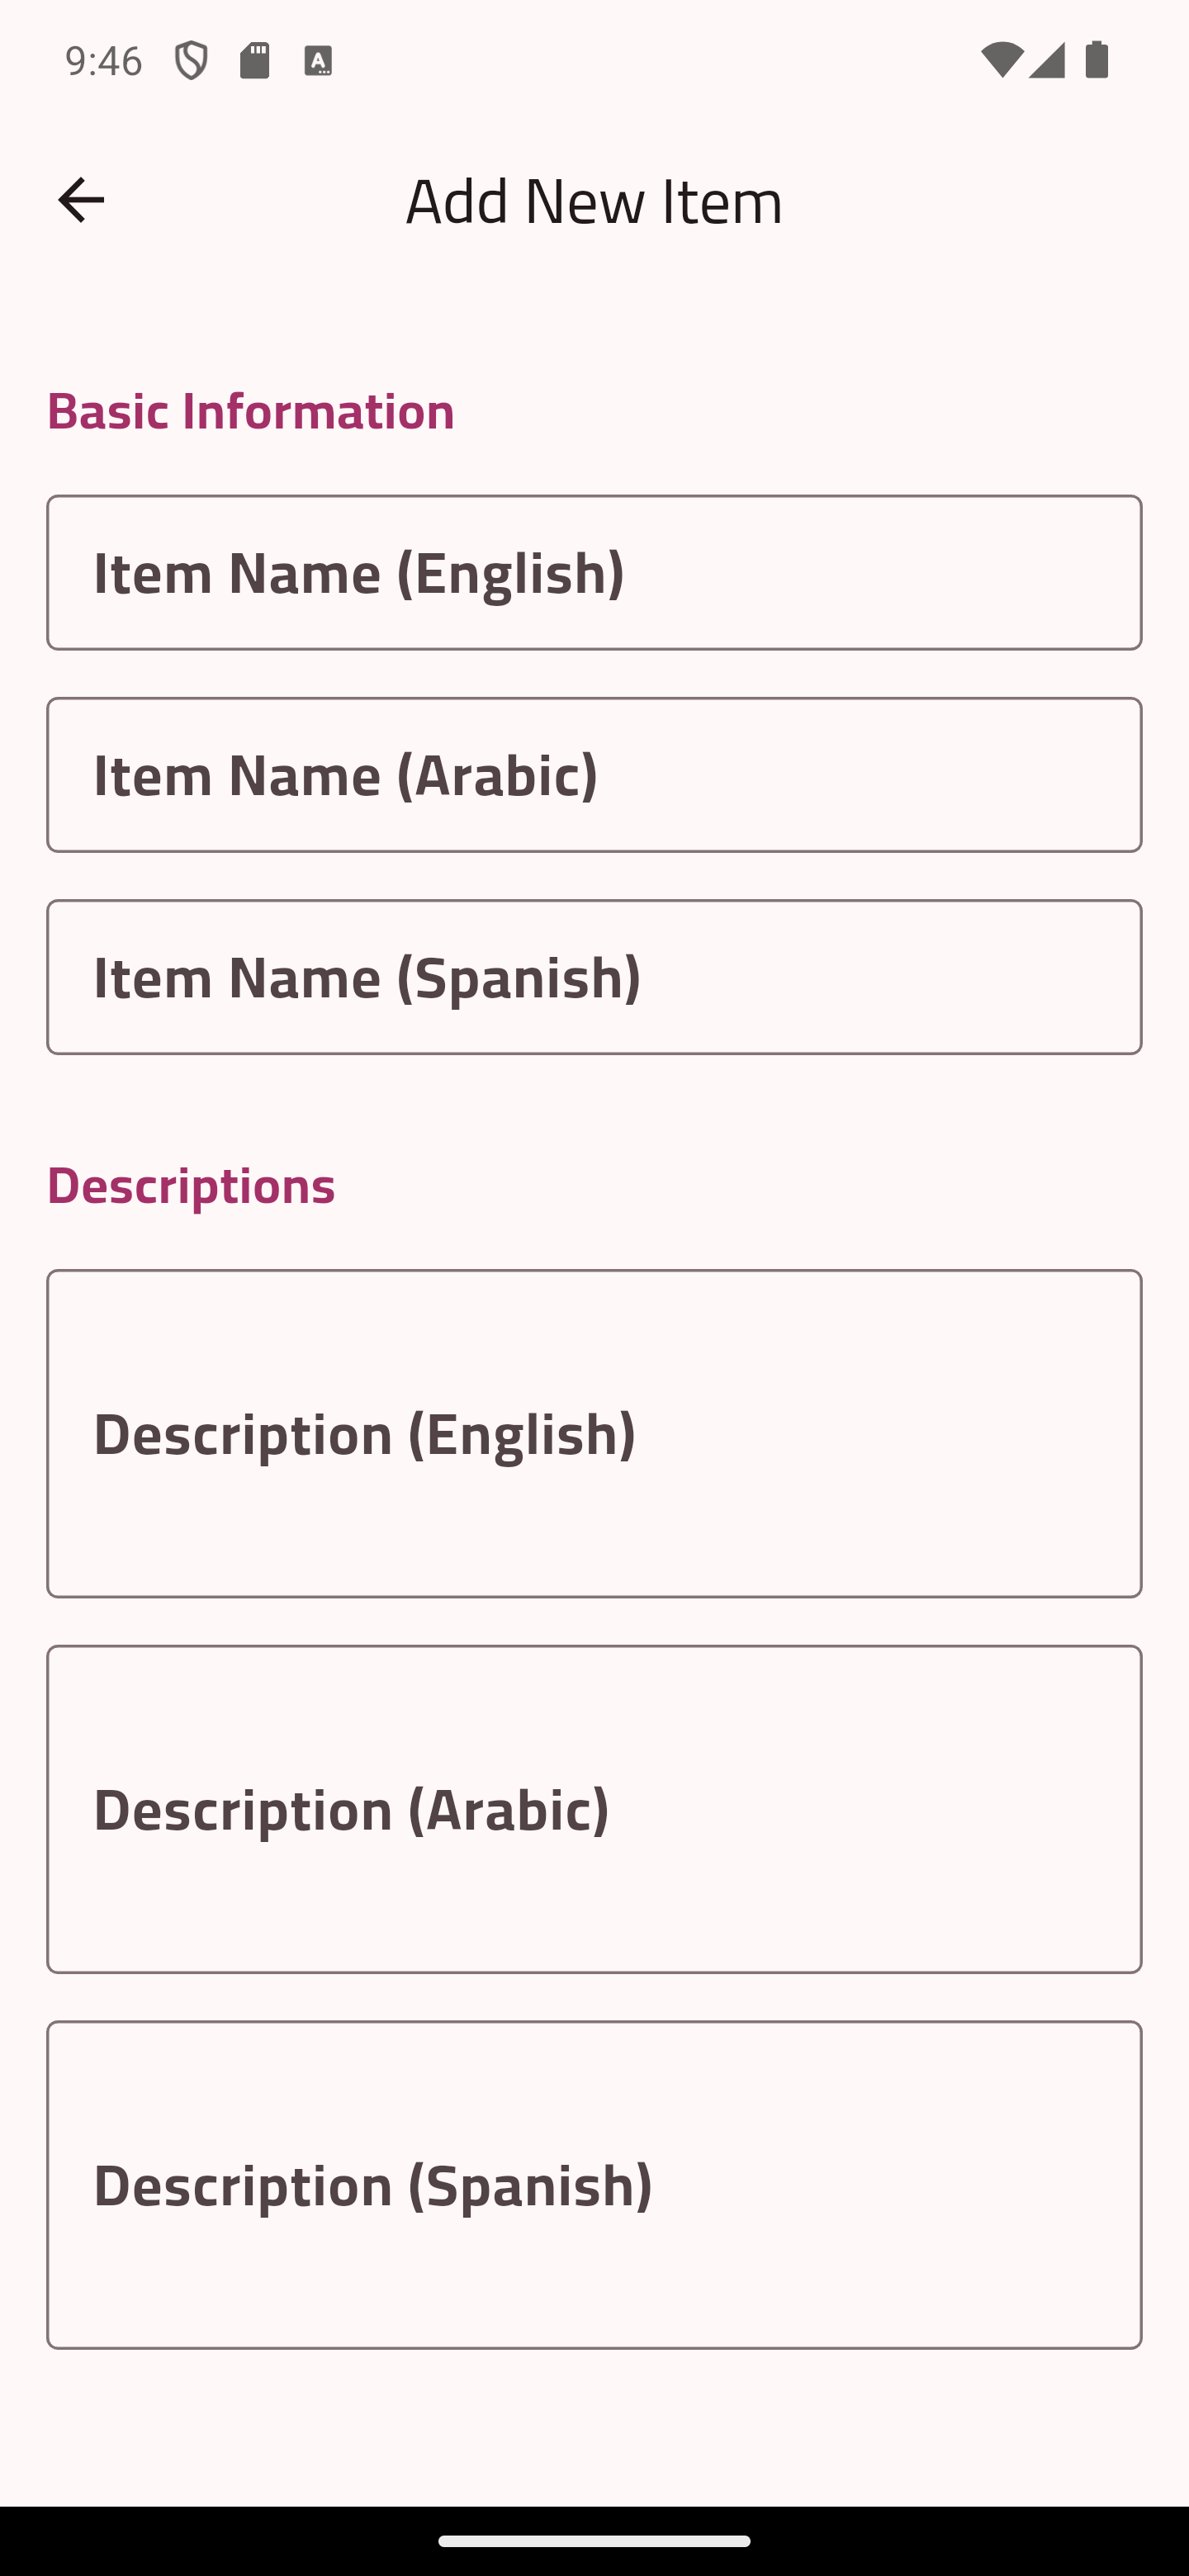 9:46
Add New Item
Basic Information
Item Name (English)
Item Name (Arabic)
Item Name (Spanish)
Descriptions
Description (English)
Description (Arabic)
Description (Spanish)